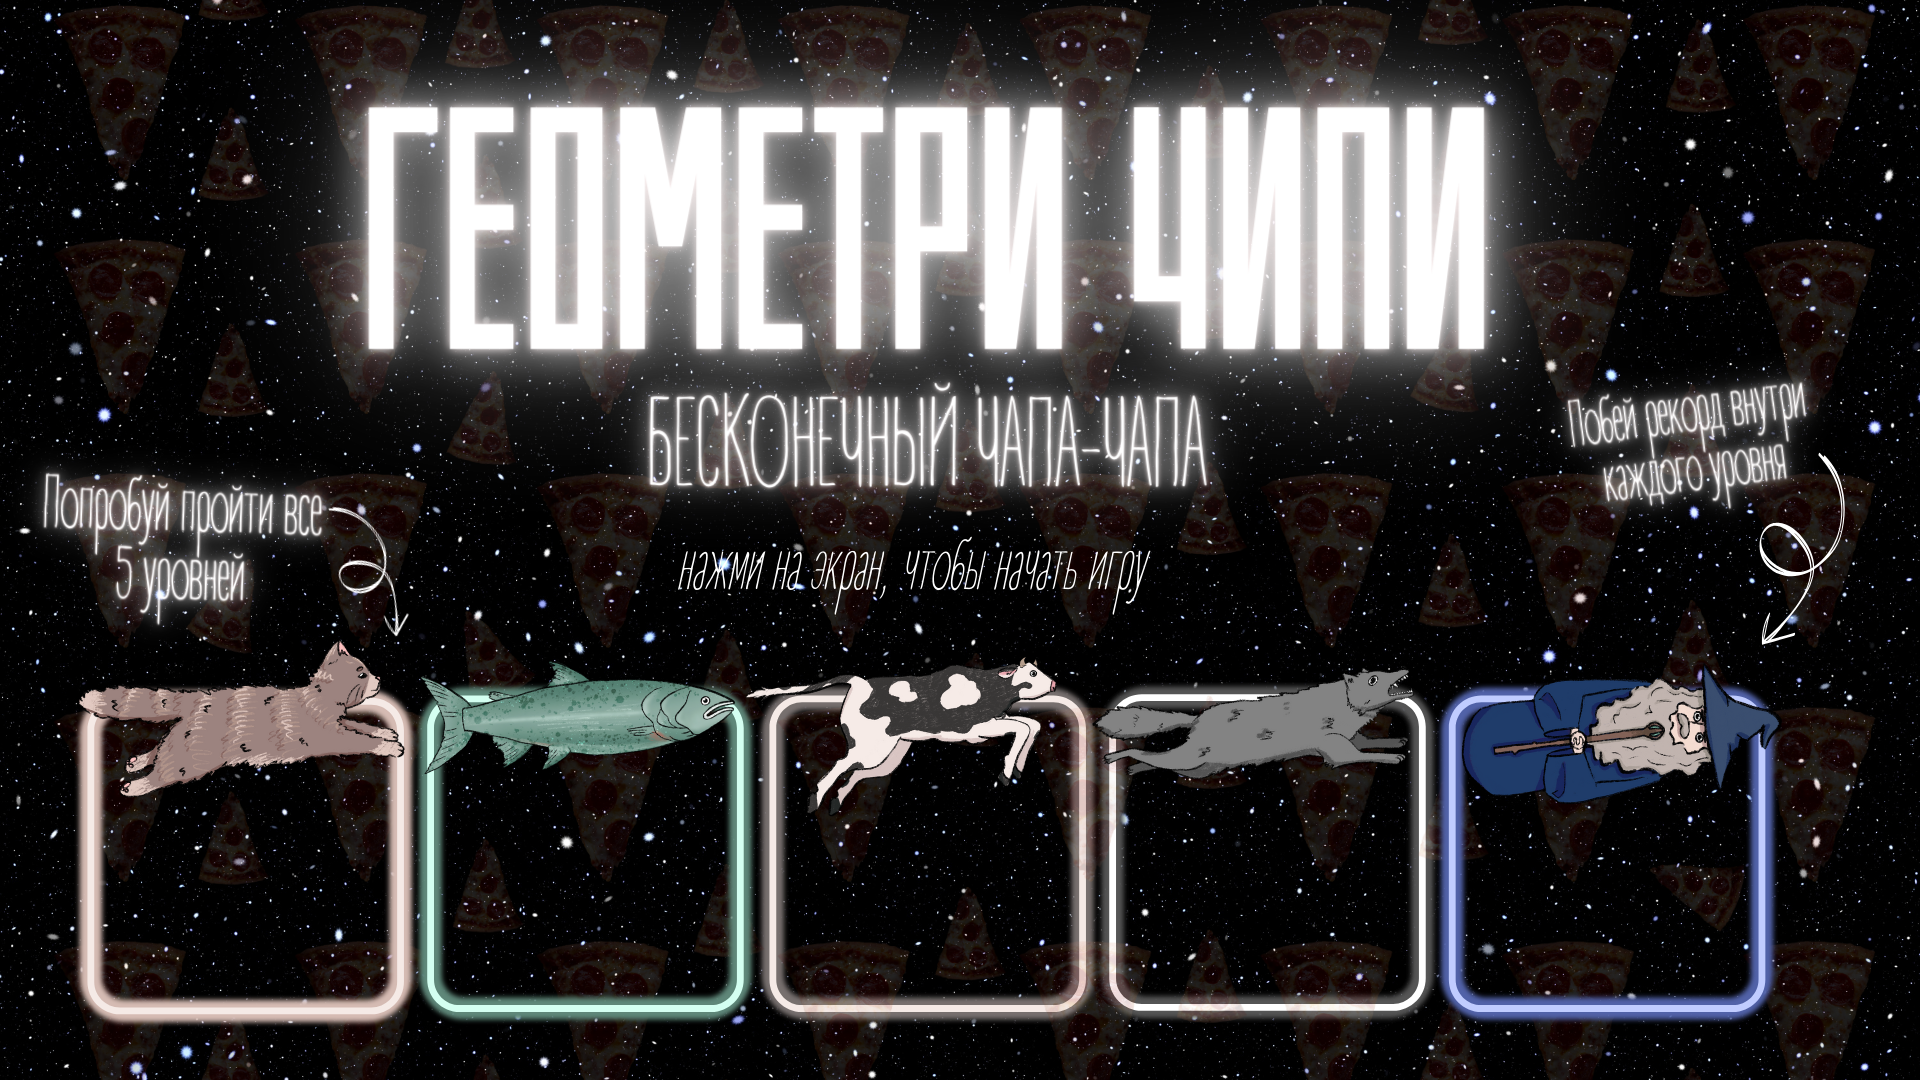 ГЕОМЕТРИ ЧИПИ
БЕСКОНЕЧНЫЙ ЧАПА-ЧАПА
Побей рекорд внутри
каждого уровня
Попробуй пройти все
5 уровней
нажми на экран, чтобы начать игру